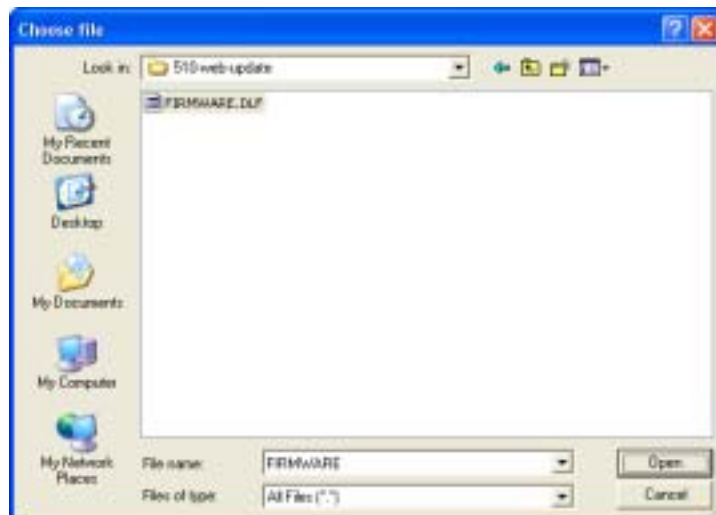 Choose file
Look in: 510-web-update
FIRMWARE.DLF
My Recent
Documents
Desktop
My Documents
My Computer
My Network
Places
File name: FIRMWARE
Files of type: All Files (*.*)
Open
Cancel